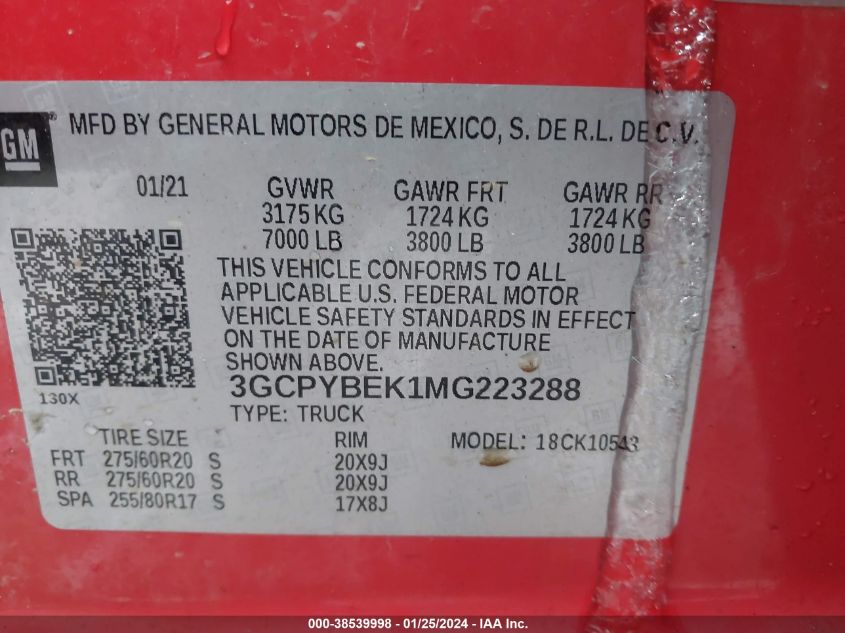 GM ® MFD BY GENERAL MOTORS DE MEXICO, S. DE R.L. DE C.V.
01/21 GVWR GAWR FRT GAWR RR
3175 KG 1724 KG 1724 KG
7000 LB 3800 LB 3800 LB
THIS VEHICLE CONFORMS TO ALL
APPLICABLE U.S. FEDERAL MOTOR
VEHICLE SAFETY STANDARDS IN EFFECT
ON THE DATE OF MANUFACTURE
SHOWN ABOVE.
3GCPYBEK1MG223288
130X
TYPE: TRUCK
TIRE SIZE RIM MODEL: 18CK10543
FRT 275/60R20 S 20X9J
RR 275/60R20 S 20X9J
SPA 255/80R17 S 17X8J
000-38539998 - 01/25/2024 - IAA Inc.